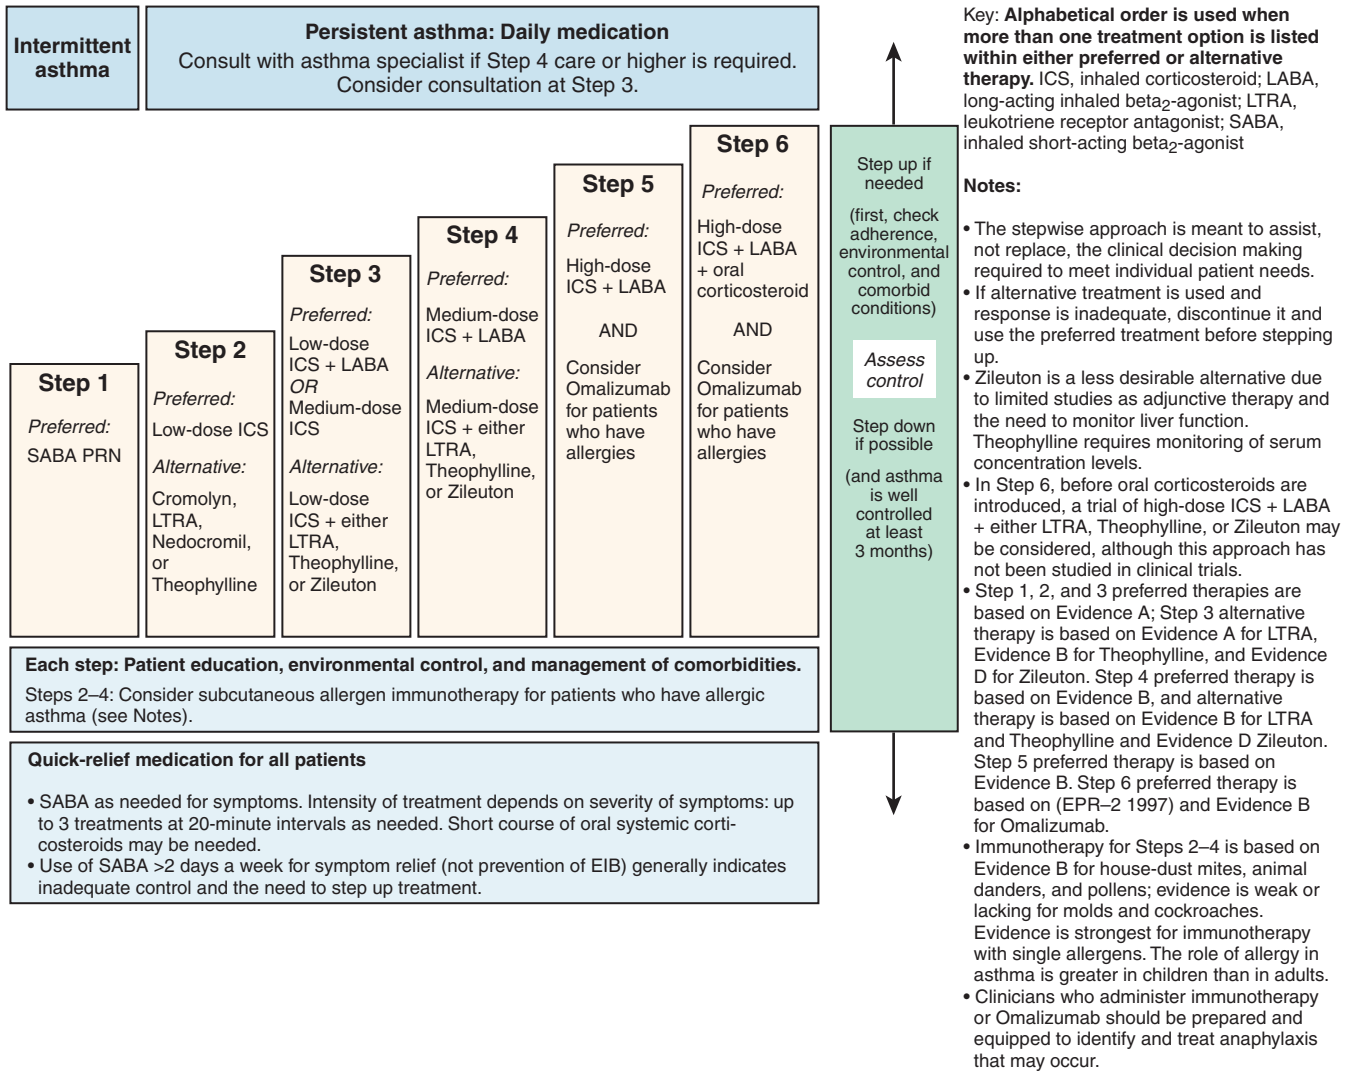 Intermittent
asthma
Persistent asthma: Daily medication
Consult with asthma specialist if Step 4 care or higher is required.
Consider consultation at Step 3.
Step 1
Preferred:
SABA PRN
Step 2
Preferred:
Low-dose ICS
Alternative:
Cromolyn,
LTRA,
Nedocromil,
or
Theophylline
Step 3
Preferred:
Low-dose
ICS + LABA
OR
Medium-dose
ICS
Alternative:
Low-dose
ICS + either
LTRA,
Theophylline,
or Zileuton
Step 4
Preferred:
Medium-dose
ICS + LABA
Alternative:
Medium-dose
ICS + either
LTRA,
Theophylline,
or Zileuton
Step 5
Preferred:
High-dose
ICS + LABA
AND
Consider
Omalizumab
for patients
who have
allergies
Step 6
Preferred:
High-dose
ICS + LABA
+ oral
corticosteroid
AND
Consider
Omalizumab
for patients
who have
allergies
Each step: Patient education, environmental control, and management of comorbidities.
Steps 2–4: Consider subcutaneous allergen immunotherapy for patients who have allergic
asthma (see Notes).
Quick-relief medication for all patients
• SABA as needed for symptoms. Intensity of treatment depends on severity of symptoms: up
to 3 treatments at 20-minute intervals as needed. Short course of oral systemic corti-
costeroids may be needed.
• Use of SABA >2 days a week for symptom relief (not prevention of EIB) generally indicates
inadequate control and the need to step up treatment.
Step up if
needed
(first, check
adherence,
environmental
control, and
comorbid
conditions)
Assess
control
Step down
if possible
(and asthma
is well
controlled
at least
3 months)
Key: Alphabetical order is used when
more than one treatment option is listed
within either preferred or alternative
therapy. ICS, inhaled corticosteroid; LABA,
long-acting inhaled beta2-agonist; LTRA,
leukotriene receptor antagonist; SABA,
inhaled short-acting beta2-agonist
Notes:
• The stepwise approach is meant to assist,
not replace, the clinical decision making
required to meet individual patient needs.
• If alternative treatment is used and
response is inadequate, discontinue it and
use the preferred treatment before stepping
up.
• Zileuton is a less desirable alternative due
to limited studies as adjunctive therapy and
the need to monitor liver function.
Theophylline requires monitoring of serum
concentration levels.
• In Step 6, before oral corticosteroids are
introduced, a trial of high-dose ICS + LABA
+ either LTRA, Theophylline, or Zileuton may
be considered, although this approach has
not been studied in clinical trials.
• Step 1, 2, and 3 preferred therapies are
based on Evidence A; Step 3 alternative
therapy is based on Evidence A for LTRA,
Evidence B for Theophylline, and Evidence
D for Zileuton. Step 4 preferred therapy is
based on Evidence B, and alternative
therapy is based on Evidence B for LTRA
and Theophylline and Evidence D Zileuton.
Step 5 preferred therapy is based on
Evidence B. Step 6 preferred therapy is
based on (EPR–2 1997) and Evidence B
for Omalizumab.
• Immunotherapy for Steps 2–4 is based on
Evidence B for house-dust mites, animal
danders, and pollens; evidence is weak or
lacking for molds and cockroaches.
Evidence is strongest for immunotherapy
with single allergens. The role of allergy in
asthma is greater in children than in adults.
• Clinicians who administer immunotherapy
or Omalizumab should be prepared and
equipped to identify and treat anaphylaxis
that may occur.